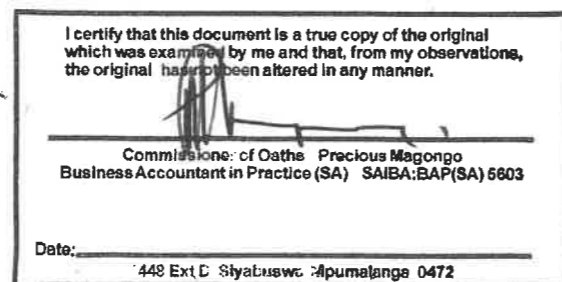 I certify that this document is a true copy of the original
which was examined by me and that, from my observations,
the original has not been altered in any manner.
Commissioner of Oaths Precious Magongo
Business Accountant in Practice (SA) SAIBA:BAP(SA) 5603
Date:
448 Ext D Siyabuswa Mpumalanga 0472